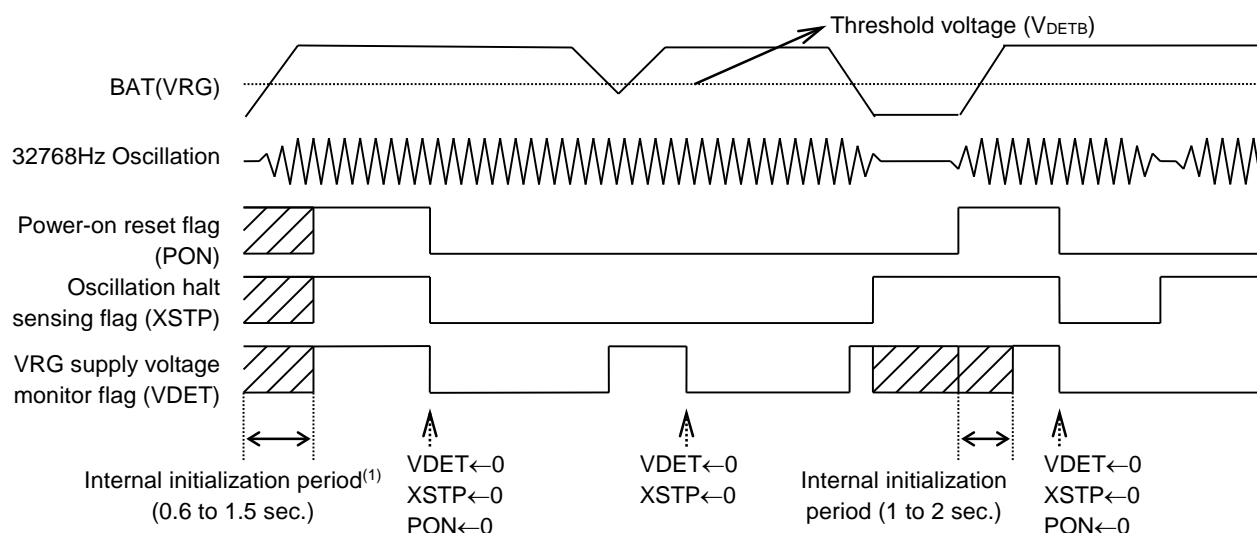 Threshold voltage (VDETB)
BAT(VRG)
32768Hz Oscillation
Power-on reset flag
(PON)
Oscillation halt
sensing flag (XSTP)
VRG supply voltage
monitor flag (VDET)
Internal initialization period(1)
(0.6 to 1.5 sec.)
VDET←0
XSTP←0
PON←0
VDET←0
XSTP←0
Internal initialization
period (1 to 2 sec.)
VDET←0
XSTP←0
PON←0